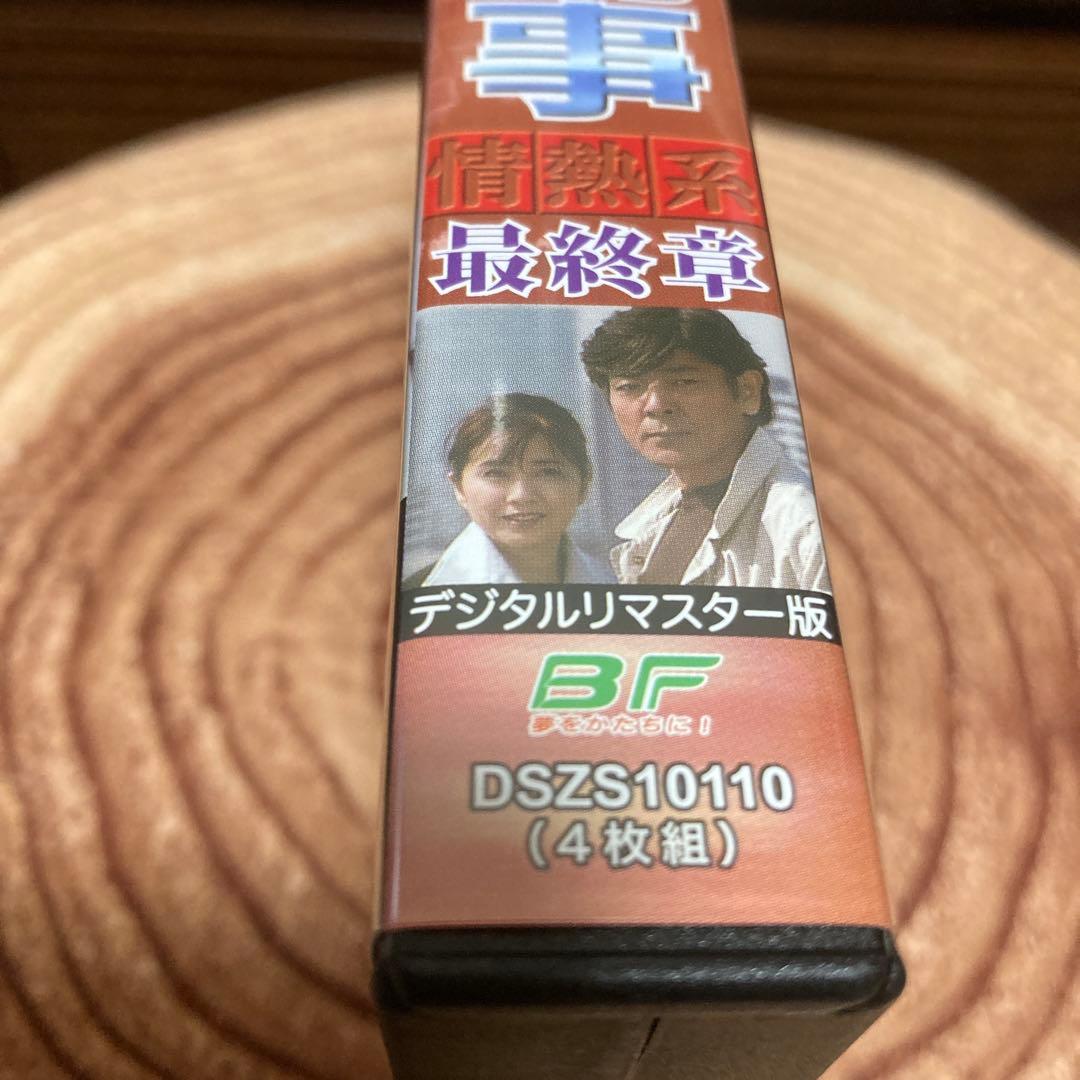 事
情熱系
最終章
デジタルリマスター版
BF
夢をかたちに!
DSZS10110
(4枚組)